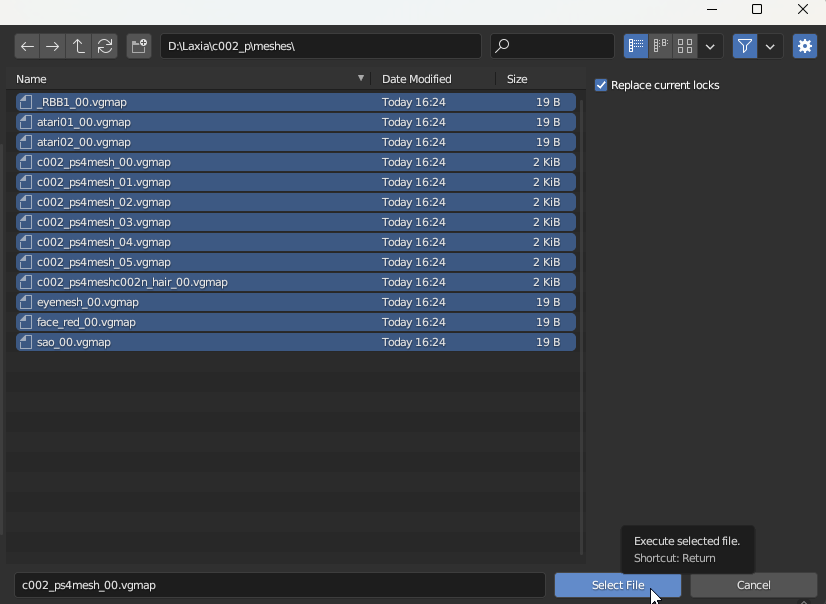 D:\Laxia\c002_p\meshes\
Name Date Modified Size
Replace current locks
_RBB1_00.vgmap Today 16:24 19 B
atari01_00.vgmap Today 16:24 19 B
atari02_00.vgmap Today 16:24 19 B
c002_ps4mesh_00.vgmap Today 16:24 2 KiB
c002_ps4mesh_01.vgmap Today 16:24 2 KiB
c002_ps4mesh_02.vgmap Today 16:24 2 KiB
c002_ps4mesh_03.vgmap Today 16:24 2 KiB
c002_ps4mesh_04.vgmap Today 16:24 2 KiB
c002_ps4mesh_05.vgmap Today 16:24 2 KiB
c002_ps4meshc002n_hair_00.vgmap Today 16:24 2 KiB
eyemesh_00.vgmap Today 16:24 19 B
face_red_00.vgmap Today 16:24 19 B
sao_00.vgmap Today 16:24 19 B
Execute selected file.
Shortcut: Return
c002_ps4mesh_00.vgmap Select File Cancel